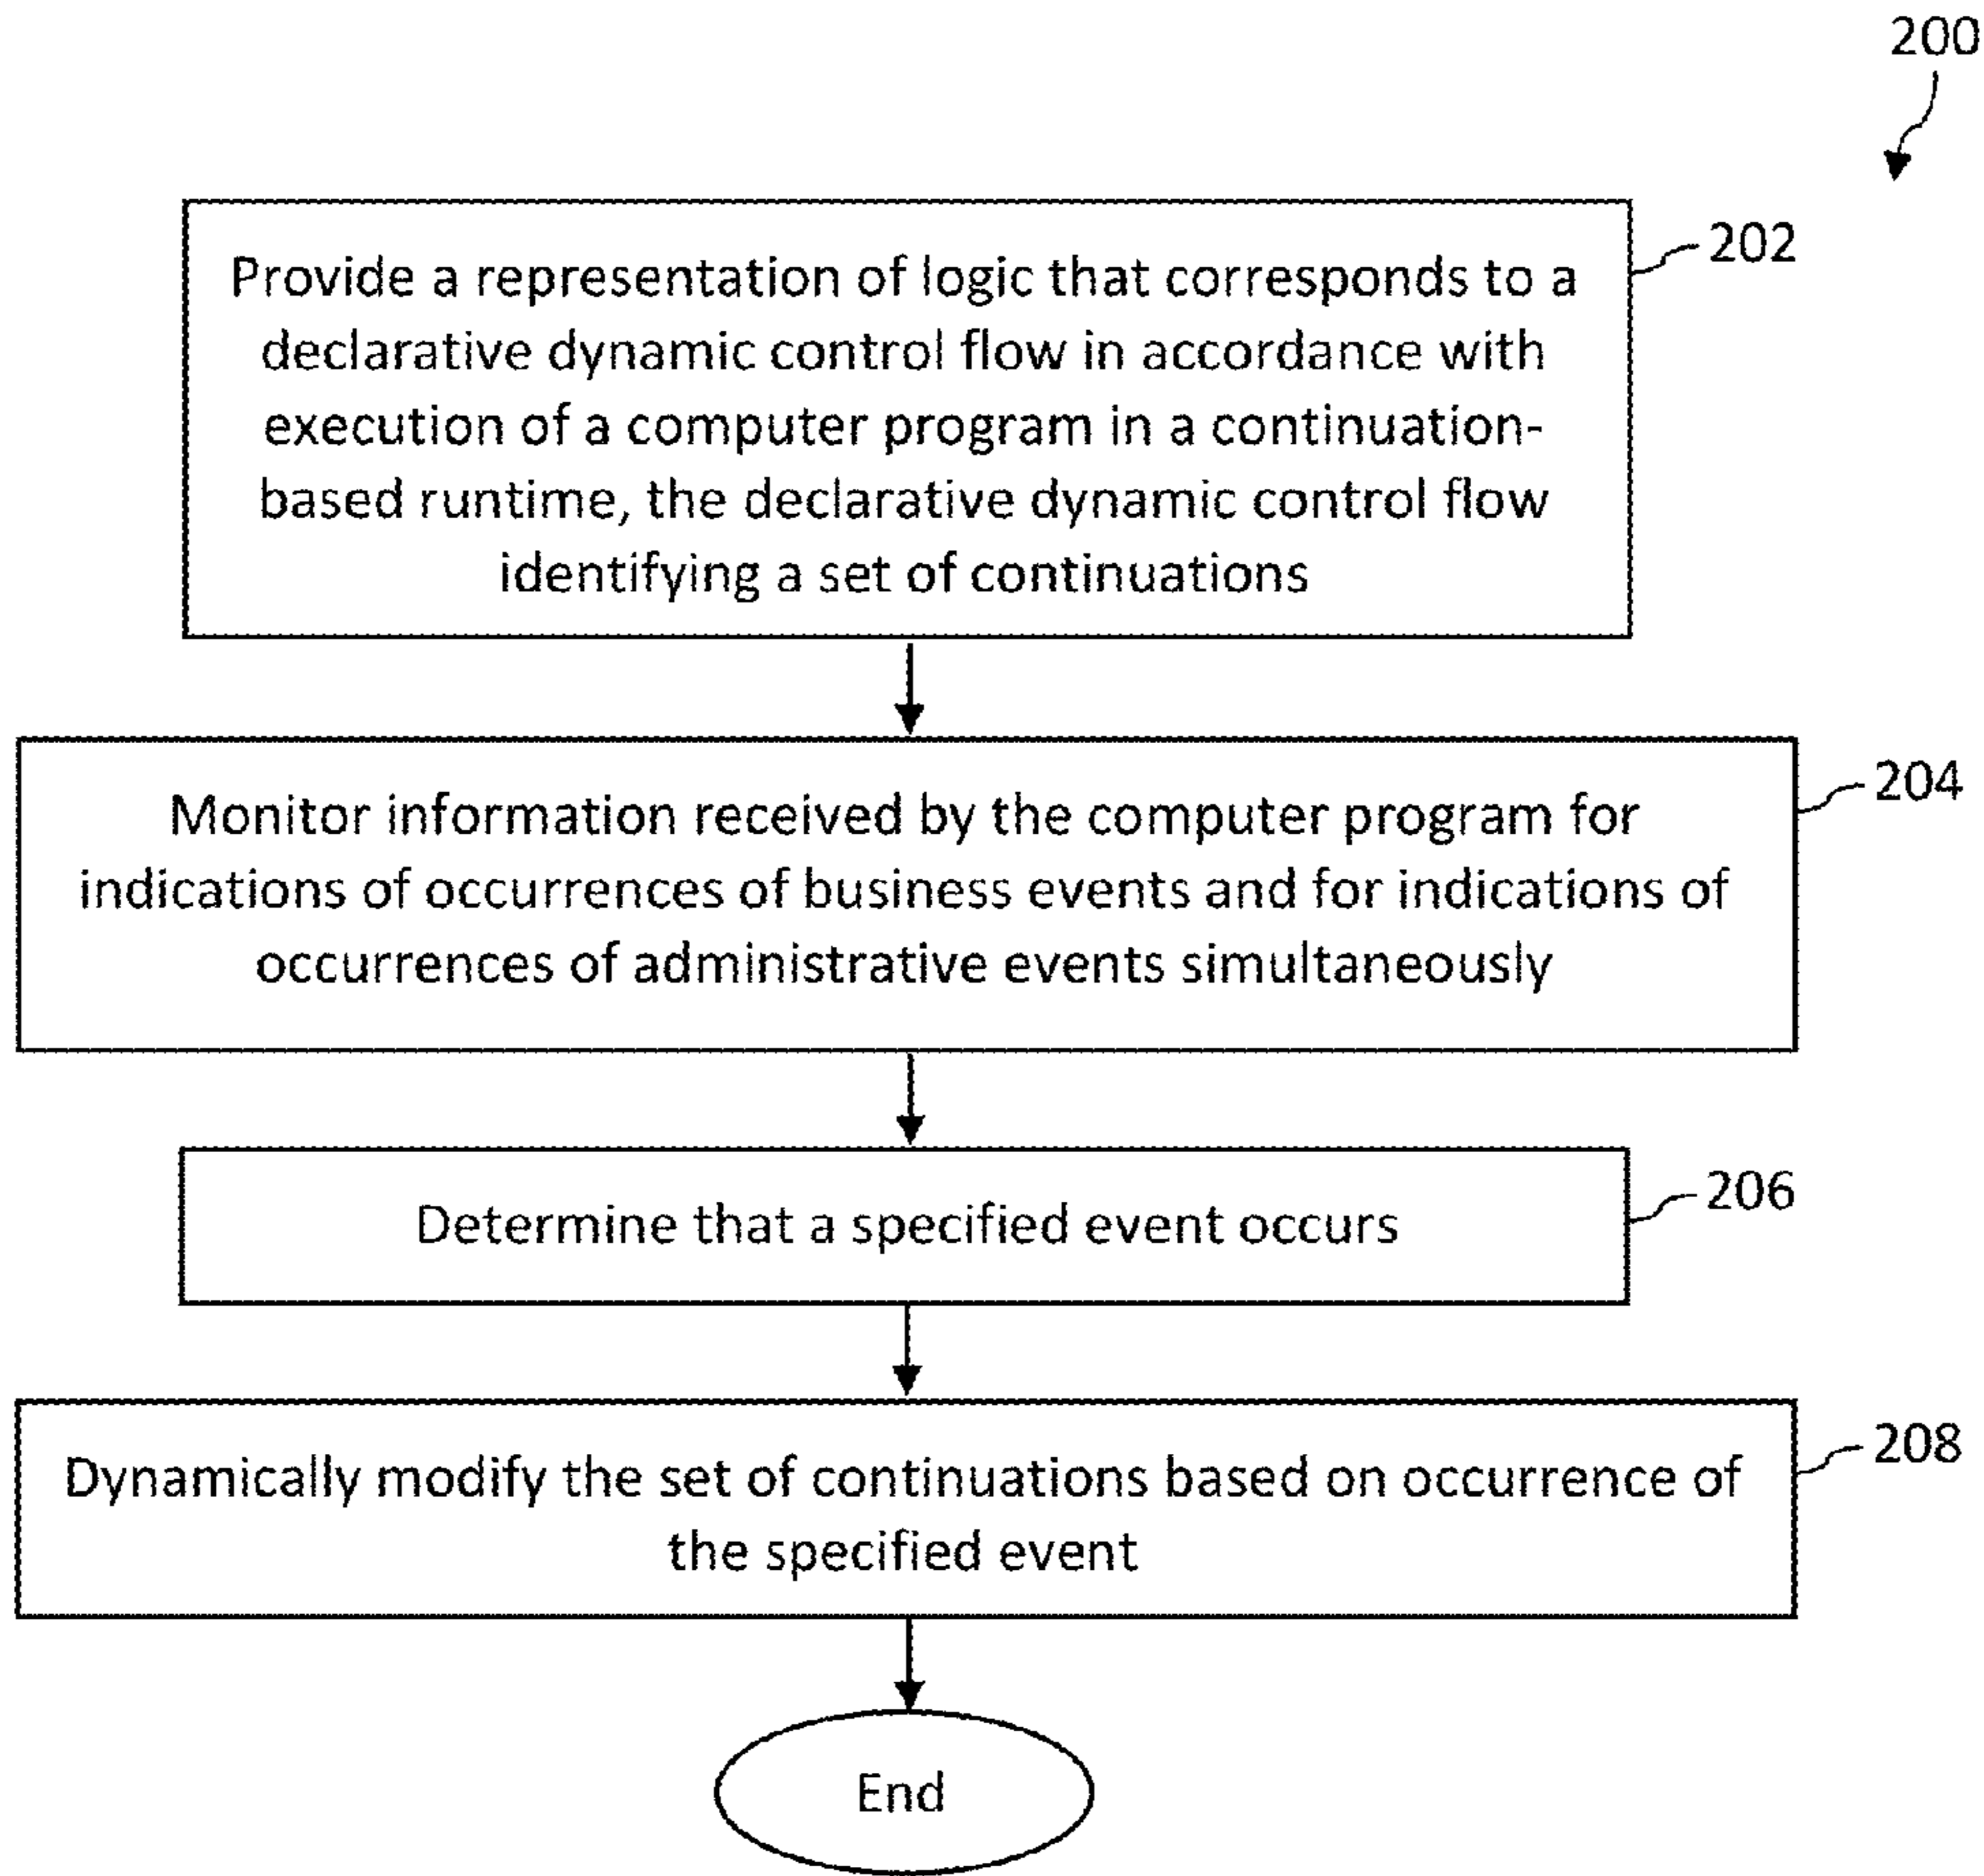 200
202
Provide a representation of logic that corresponds to a
declarative dynamic control flow in accordance with
execution of a computer program in a continuation-
based runtime, the declarative dynamic control flow
identifying a set of continuations
204
Monitor information received by the computer program for
indications of occurrences of business events and for indications of
occurrences of administrative events simultaneously
206
Determine that a specified event occurs
208
Dynamically modify the set of continuations based on occurrence of
the specified event
End